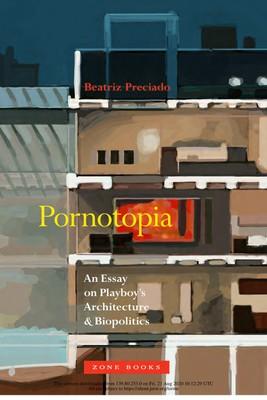 Beatriz Preciado
Pornotopia
An Essay
on Playboy's
Architecture
& Biopolitics
ZONE BOOKS